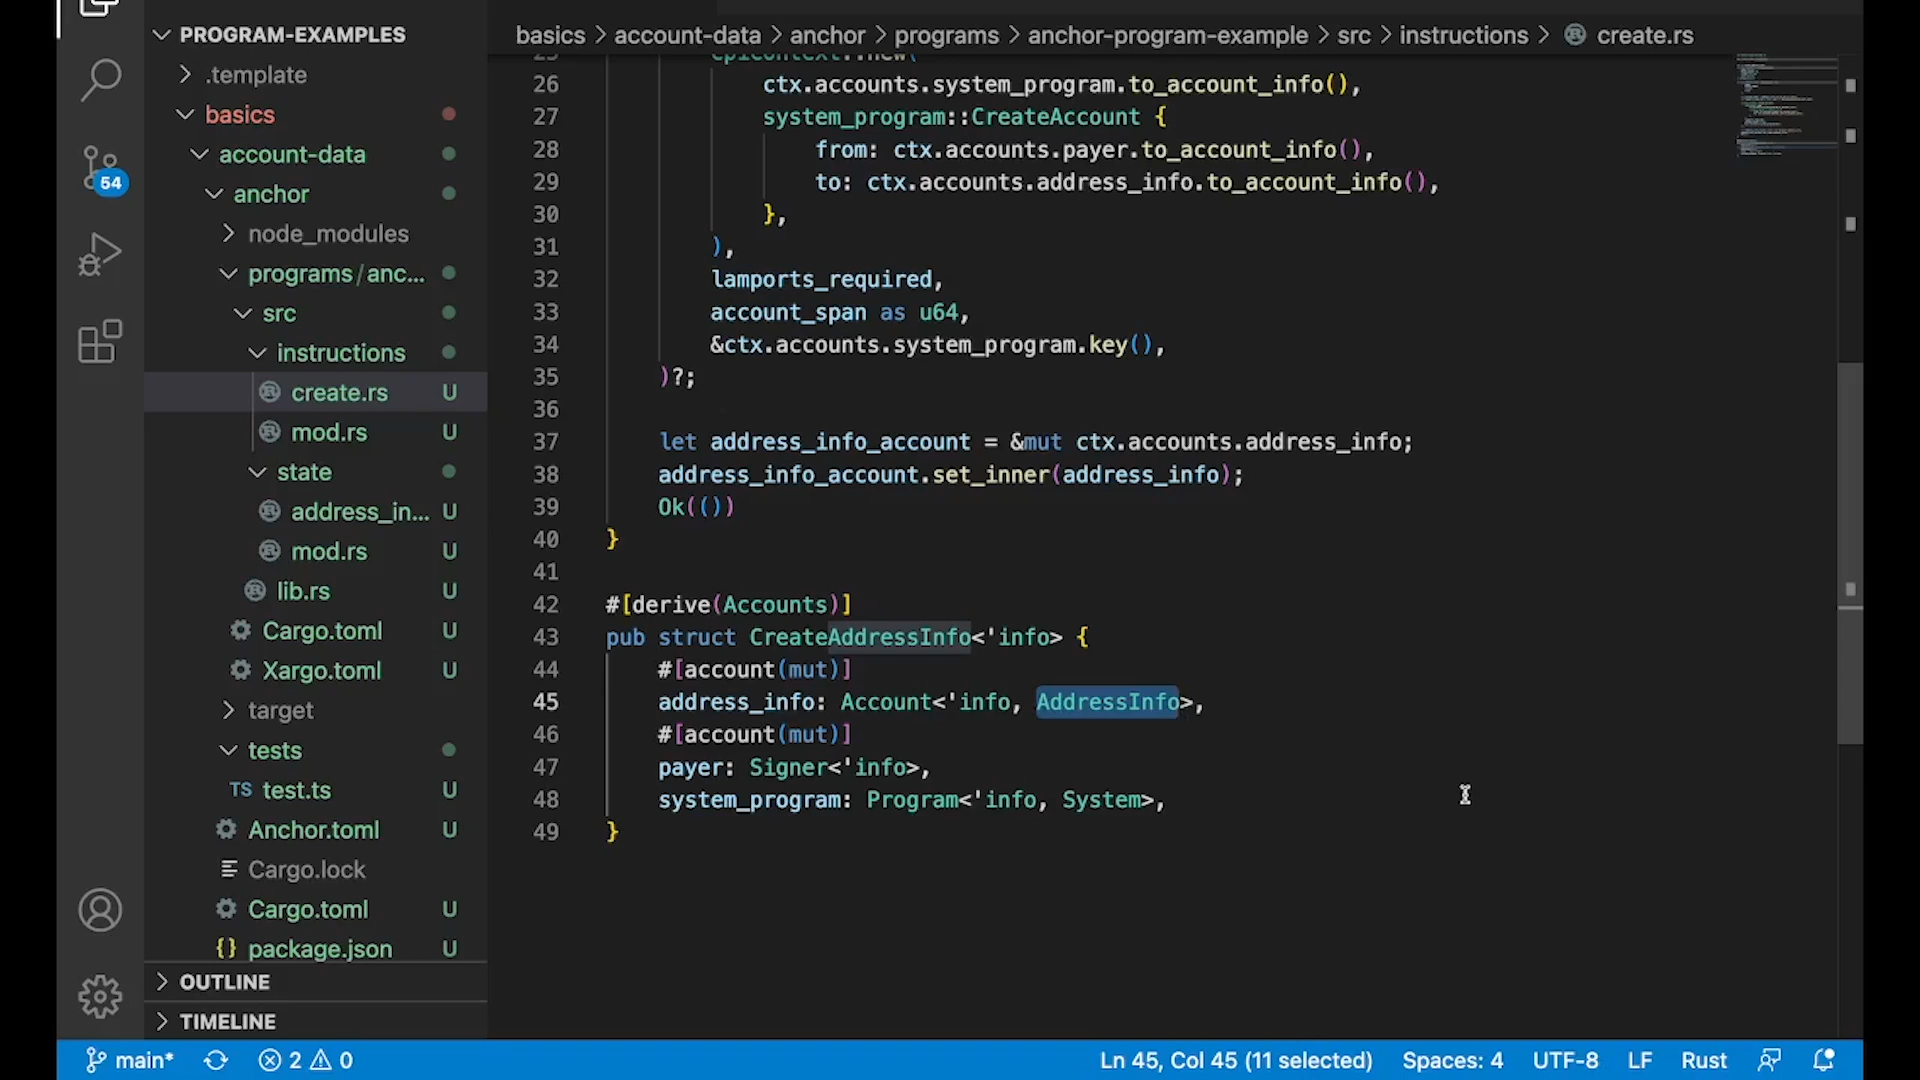 PROGRAM-EXAMPLES
.template
basics
account-data
anchor
node_modules
programs/anc...
src
instructions
create.rs U
mod.rs U
state
address_in... U
mod.rs U
lib.rs U
Cargo.toml U
Xargo.toml U
target
tests
TS test.ts U
Anchor.toml U
Cargo.lock
Cargo.toml U
{} package.json U
OUTLINE
TIMELINE
54
basics > account-data > anchor > programs > anchor-program-example > src > instructions > create.rs
25 CpiContext::new(
26 ctx.accounts.system_program.to_account_info(),
27 system_program::CreateAccount {
28 from: ctx.accounts.payer.to_account_info(),
29 to: ctx.accounts.address_info.to_account_info(),
30 },
31 ),
32 lamports_required,
33 account_span as u64,
34 &ctx.accounts.system_program.key(),
35 )?;
36
37 let address_info_account = &mut ctx.accounts.address_info;
38 address_info_account.set_inner(address_info);
39 Ok(())
40 }
41
42 #[derive(Accounts)]
43 pub struct CreateAddressInfo<'info> {
44 #[account(mut)]
45 address_info: Account<'info, AddressInfo>,
46 #[account(mut)]
47 payer: Signer<'info>,
48 system_program: Program<'info, System>,
49 }
main* 2 0 Ln 45, Col 45 (11 selected) Spaces: 4 UTF-8 LF Rust